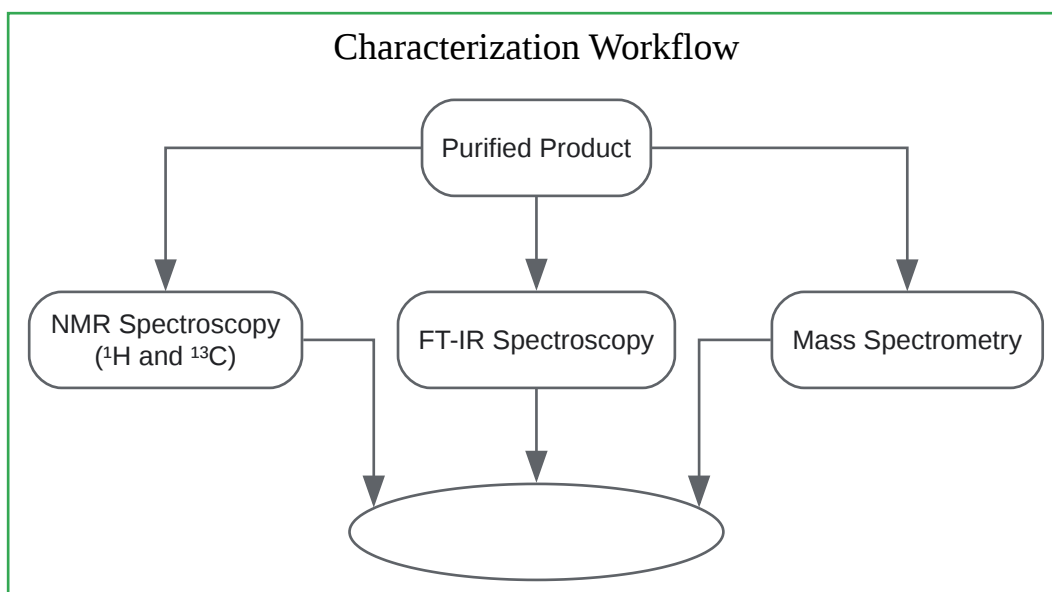 Characterization Workflow
Purified Product
NMR Spectroscopy
(¹H and ¹³C)
FT-IR Spectroscopy
Mass Spectrometry